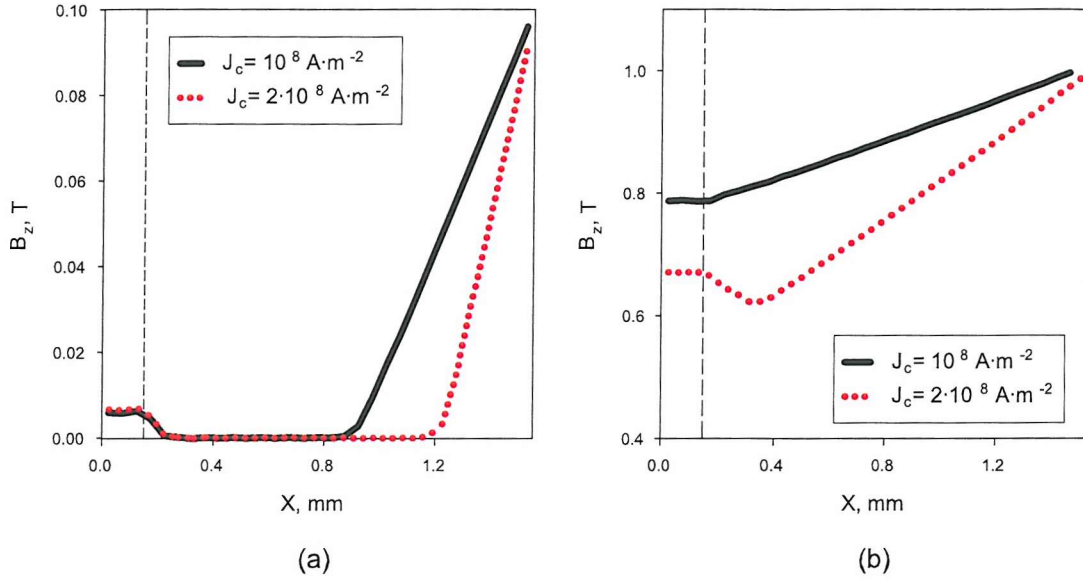 0.10
0.08
0.06
0.04
0.02
0.00
B_z, T
J_c= 10^8 A·m^-2
J_c= 2·10^8 A·m^-2
0.0
0.4
0.8
1.2
X, mm
(a)
1.0
0.8
0.6
0.4
B_z, T
J_c= 10^8 A·m^-2
J_c= 2·10^8 A·m^-2
0.0
0.4
0.8
1.2
X, mm
(b)